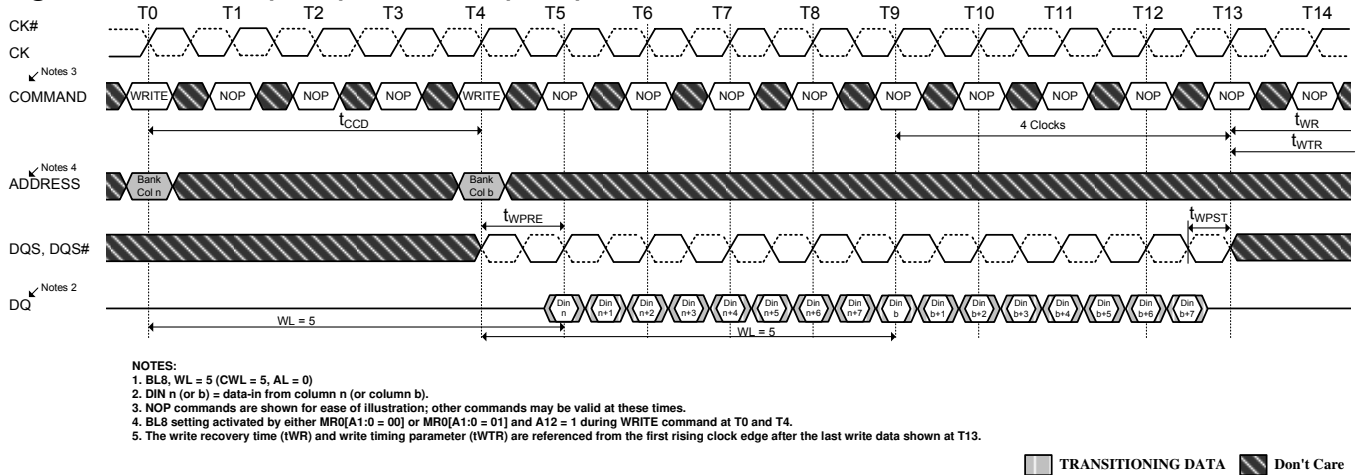 T0 T1 T2 T3 T4 T5 T6 T7 T8 T9 T10 T11 T12 T13 T14
CK#
CK
Notes 3
COMMAND
WRITE NOP NOP NOP WRITE NOP NOP NOP NOP NOP NOP NOP NOP NOP NOP
tCCD
4 Clocks
tWR
tWTR
Notes 4
ADDRESS
Bank Bank
Col n Col b
tWPRE
tWPST
DQS, DQS#
Notes 2
DQ
Din Din Din Din Din Din Din Din Din Din Din Din Din Din Din Din
n n+1 n+2 n+3 n+4 n+5 n+6 n+7 b b+1 b+2 b+3 b+4 b+5 b+6 b+7
WL = 5
WL = 5
NOTES:
1. BL8, WL = 5 (CWL = 5, AL = 0)
2. DIN n (or b) = data-in from column n (or column b).
3. NOP commands are shown for ease of illustration; other commands may be valid at these times.
4. BL8 setting activated by either MR0[A1:0 = 00] or MR0[A1:0 = 01] and A12 = 1 during WRITE command at T0 and T4.
5. The write recovery time (tWR) and write timing parameter (tWTR) are referenced from the first rising clock edge after the last write data shown at T13.
TRANSITIONING DATA Don't Care